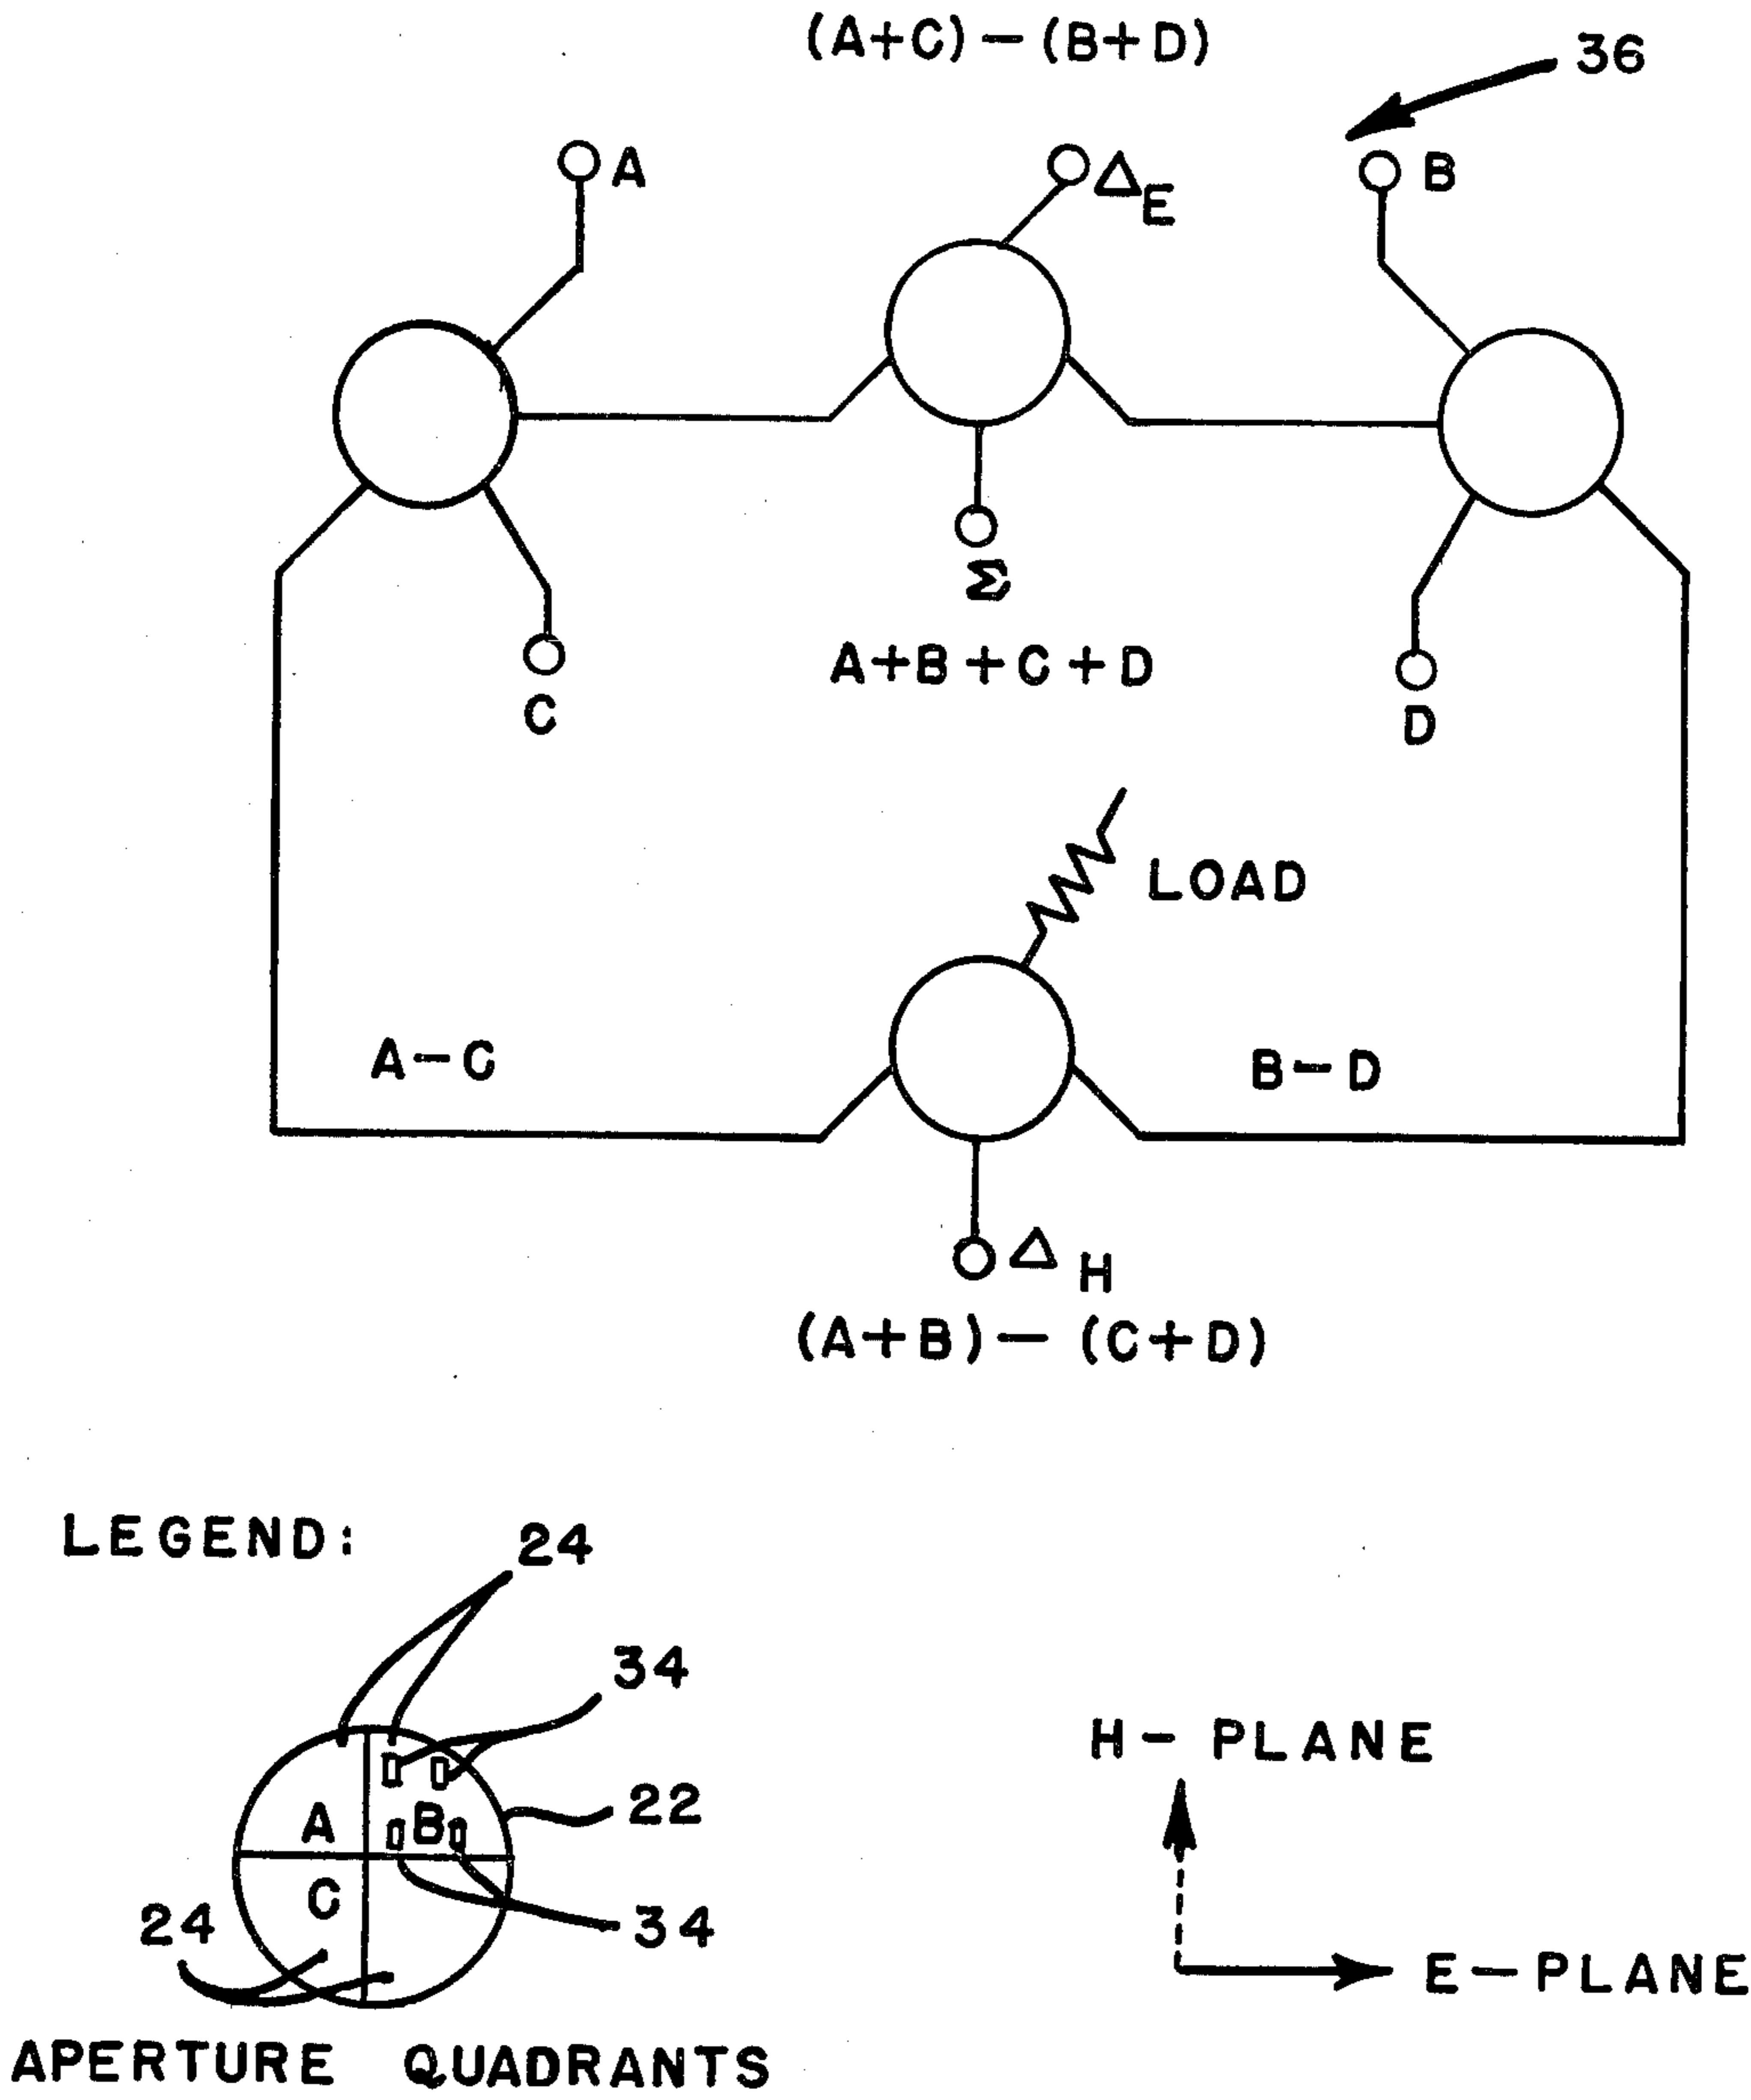 (A+C)—(B+D)
36
A
ΔE
B
Σ
A+B+C+D
C
D
LOAD
A—C
B—D
ΔH
(A+B)— (C+D)
LEGEND:
24
34
H- PLANE
22
A
B
C
24
34
E—PLANE
APERTURE QUADRANTS